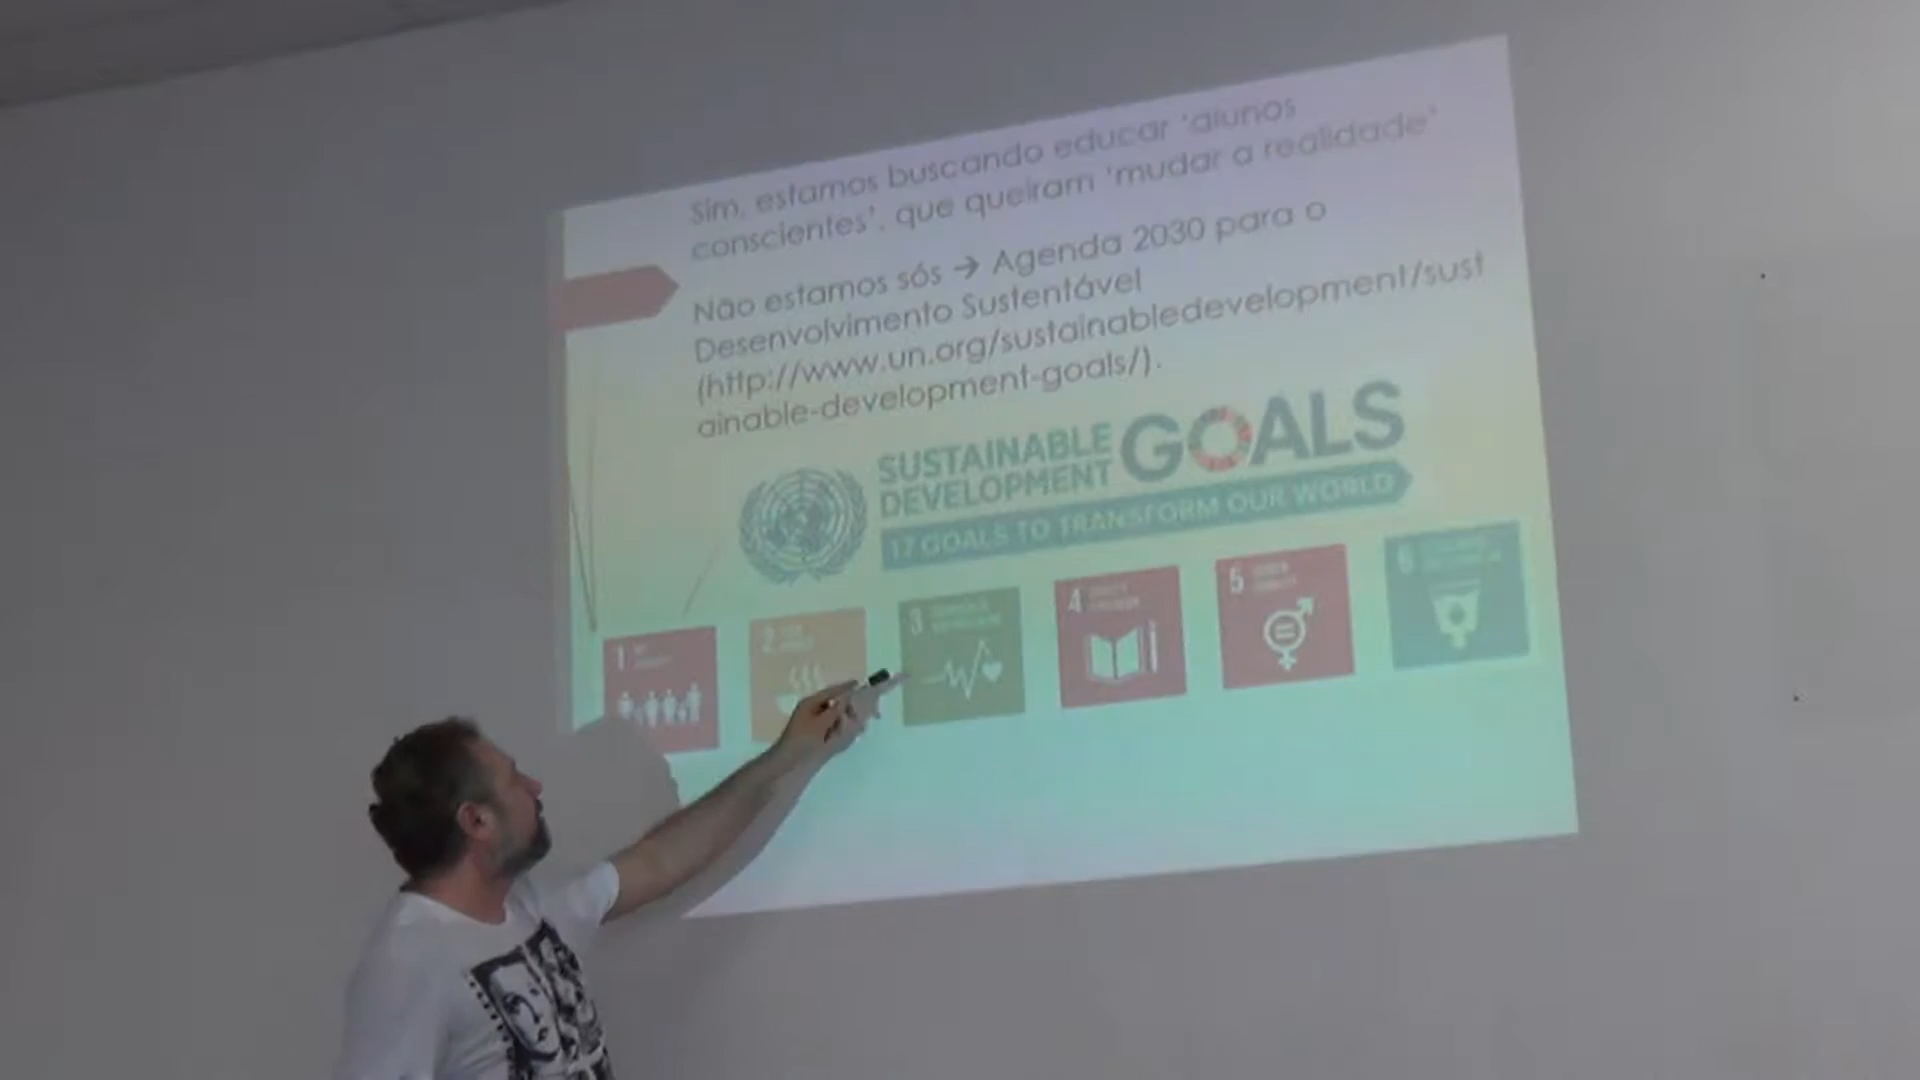 Sim, estamos buscando educar ‘alunos
conscientes’, que queiram ‘mudar a realidade’
Não estamos sós → Agenda 2030 para o
Desenvolvimento Sustentável
(http://www.un.org/sustainabledevelopment/sust
ainable-development-goals/).
SUSTAINABLE
DEVELOPMENT
GOALS
17 GOALS TO TRANSFORM OUR WORLD
1
2
3
4
5
6